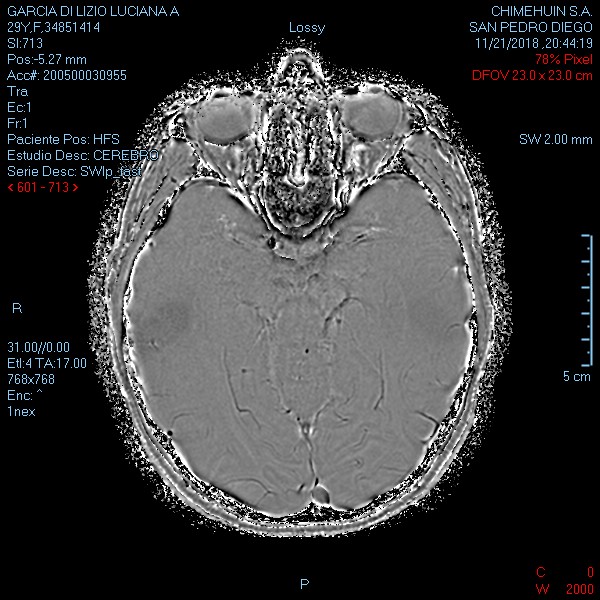 GARCIA DI LIZIO LUCIANA A
29Y,F,34851414
SI:713
Pos:-5.27 mm
Acc#: 200500030955
Tra
Ec:1
Fr:1
Paciente Pos: HFS
Estudio Desc: CEREBRO
Serie Desc: SWIp_fast
< 601 - 713 >
Lossy
CHIMEHUIN S.A.
SAN PEDRO DIEGO
11/21/2018 ,20:44:19
78% Pixel
DFOV 23.0 x 23.0 cm
SW 2.00 mm
R
31.00//0.00
Etl:4 TA:17.00
768x768
Enc: ^
1nex
5 cm
P
C 0
W 2000